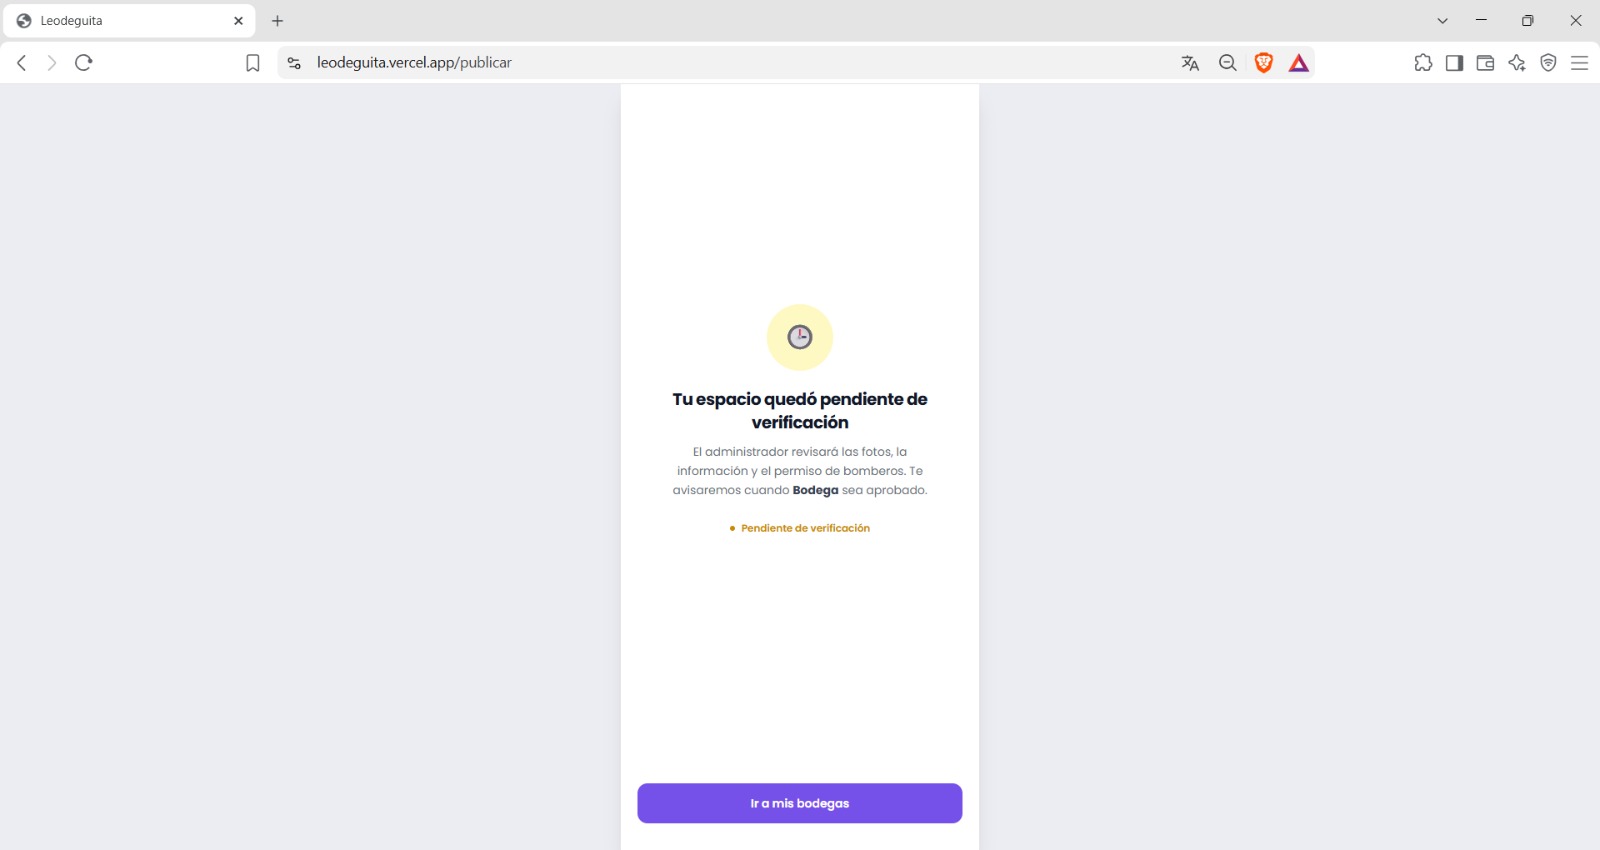 Leodeguita
leodeguita.vercel.app/publicar
Tu espacio quedó pendiente de
verificación
El administrador revisará las fotos, la
información y el permiso de bomberos. Te
avisaremos cuando Bodega sea aprobado.
Pendiente de verificación
Ir a mis bodegas